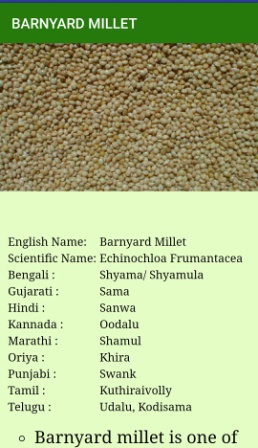 BARNYARD MILLET
English Name: Barnyard Millet
Scientific Name: Echinochloa Frumantacea
Bengali : Shyama/ Shyamula
Gujarati : Sama
Hindi : Sanwa
Kannada : Oodalu
Marathi : Shamul
Oriya : Khira
Punjabi : Swank
Tamil : Kuthiraivolly
Telugu : Udalu, Kodisama
Barnyard millet is one of